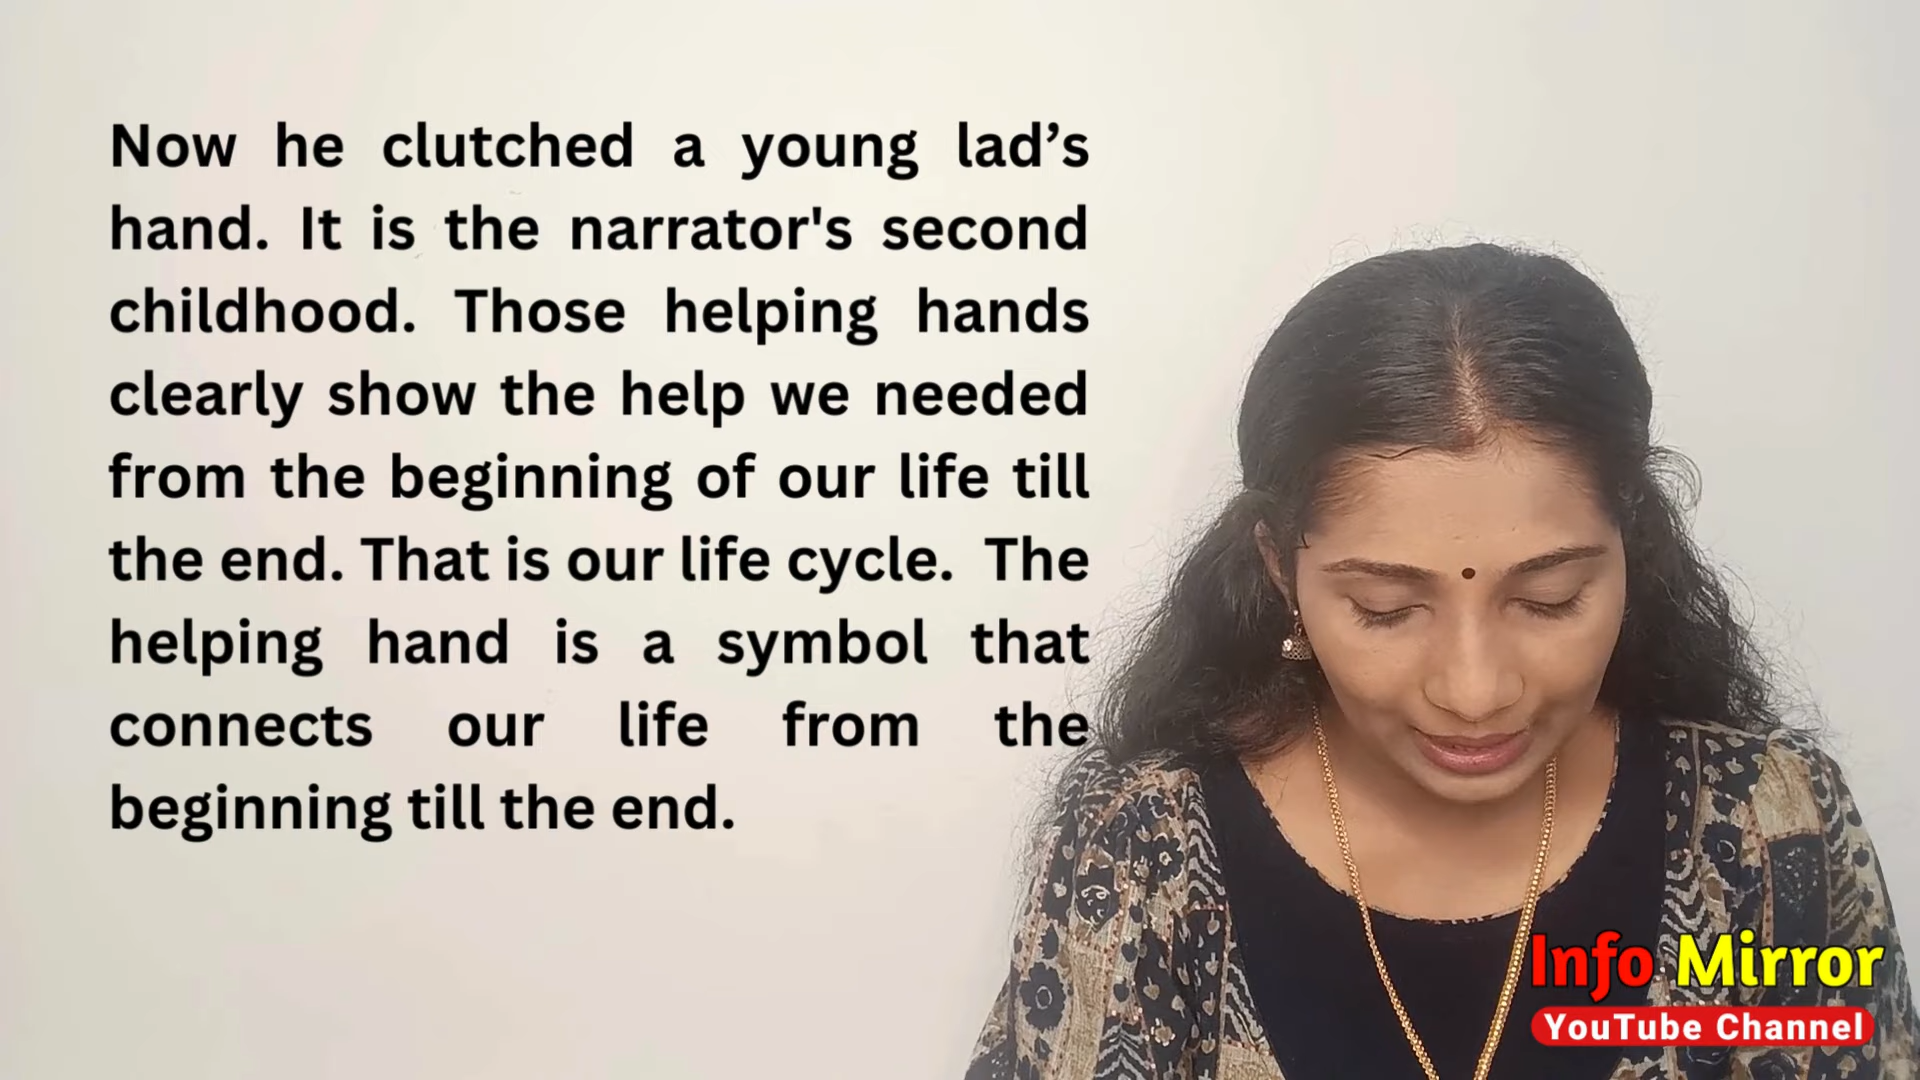 Now he clutched a young lad’s
hand. It is the narrator's second
childhood. Those helping hands
clearly show the help we needed
from the beginning of our life till
the end. That is our life cycle. The
helping hand is a symbol that
connects our life from the
beginning till the end.
Info Mirror
YouTube Channel